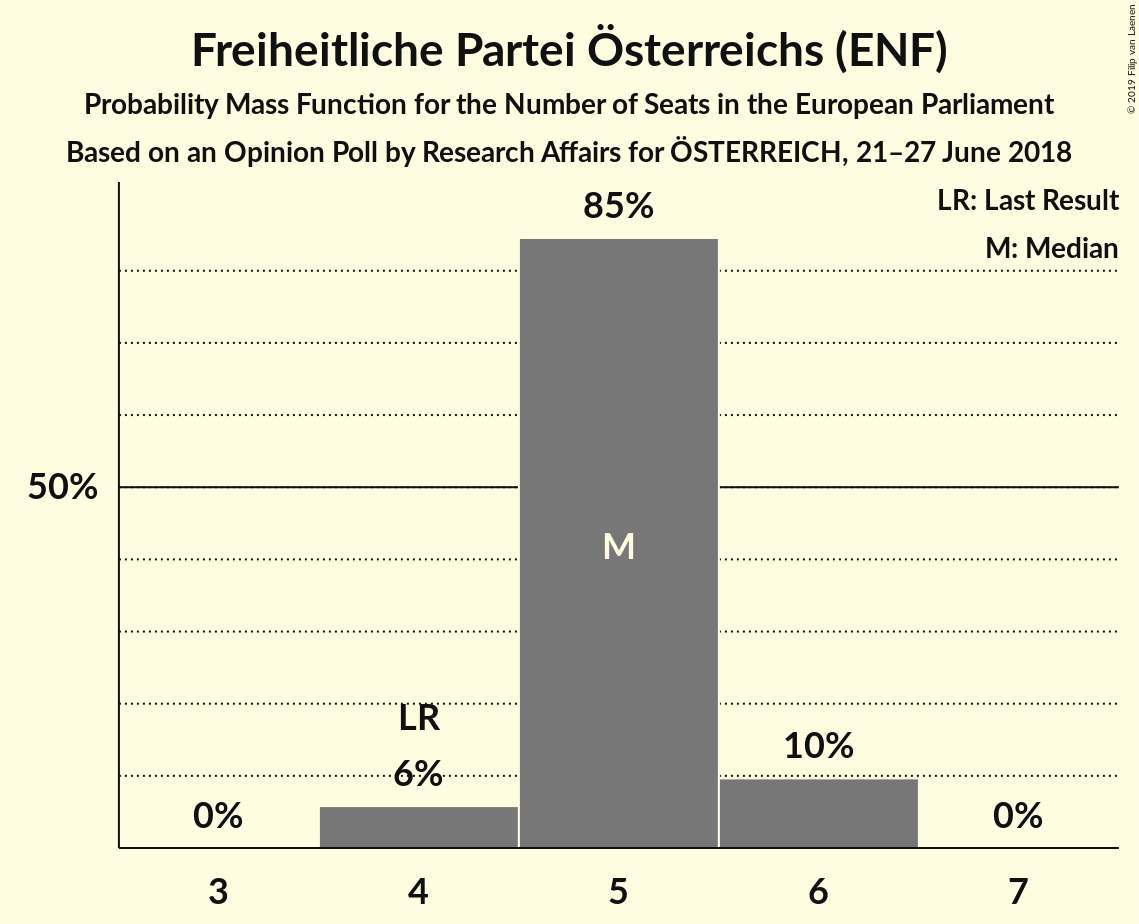 Freiheitliche Partei Österreichs (ENF)
Probability Mass Function for the Number of Seats in the European Parliament
Based on an Opinion Poll by Research Affairs for ÖSTERREICH, 21–27 June 2018
© 2019 Filip van Laenen
LR: Last Result
M: Median
85%
50%
M
LR
6%
10%
0%
0%
3 4 5 6 7